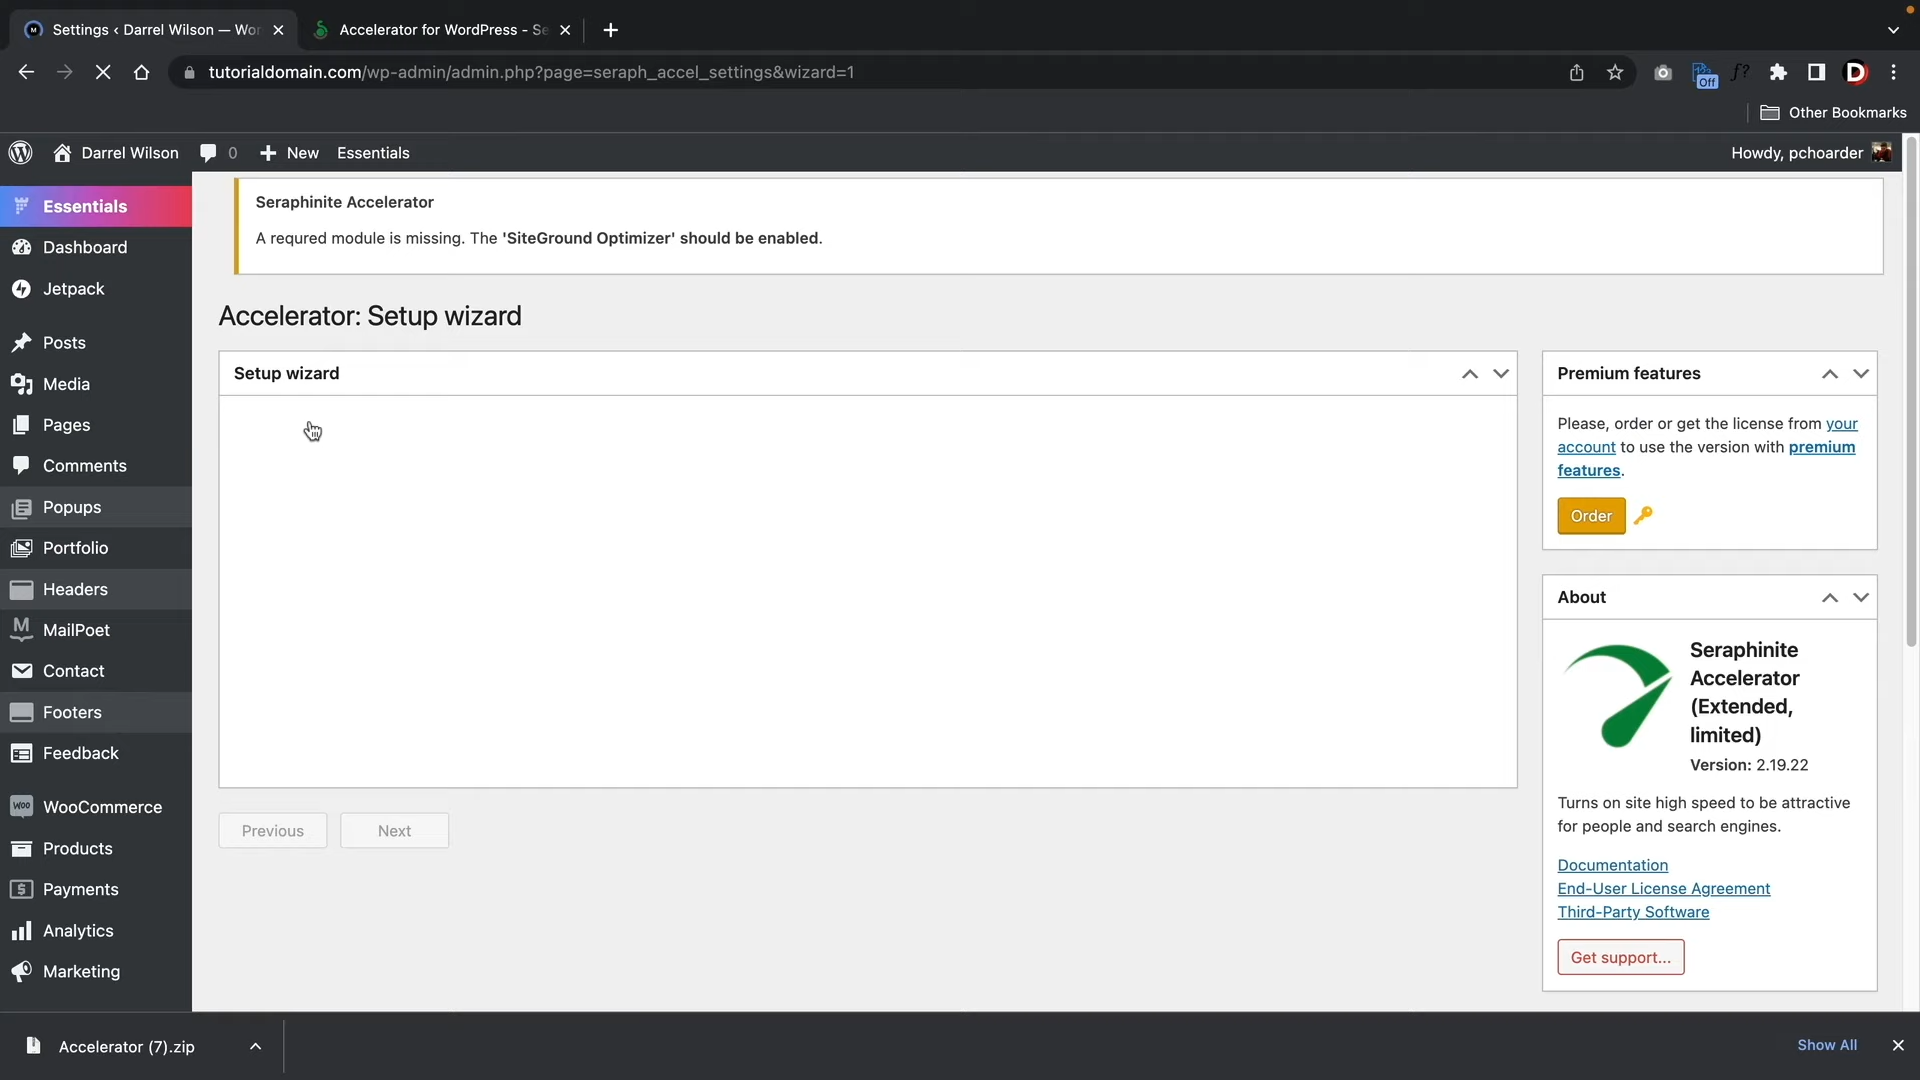 Settings ‹ Darrel Wilson — Wor
Accelerator for WordPress - Se
tutorialdomain.com/wp-admin/admin.php?page=seraph_accel_settings&wizard=1
Off
f?
D
Other Bookmarks
Darrel Wilson
0
New
Essentials
Howdy, pchoarder
Essentials
Dashboard
Jetpack
Posts
Media
Pages
Comments
Popups
Portfolio
Headers
M
MailPoet
Contact
Footers
Feedback
Woo
WooCommerce
Products
$
Payments
Analytics
Marketing
Seraphinite Accelerator
A requred module is missing. The 'SiteGround Optimizer' should be enabled.
Accelerator: Setup wizard
Setup wizard
Previous
Next
Premium features
Please, order or get the license from your
account to use the version with premium
features.
Order
About
Seraphinite
Accelerator
(Extended,
limited)
Version: 2.19.22
Turns on site high speed to be attractive
for people and search engines.
Documentation
End-User License Agreement
Third-Party Software
Get support...
Accelerator (7).zip
Show All